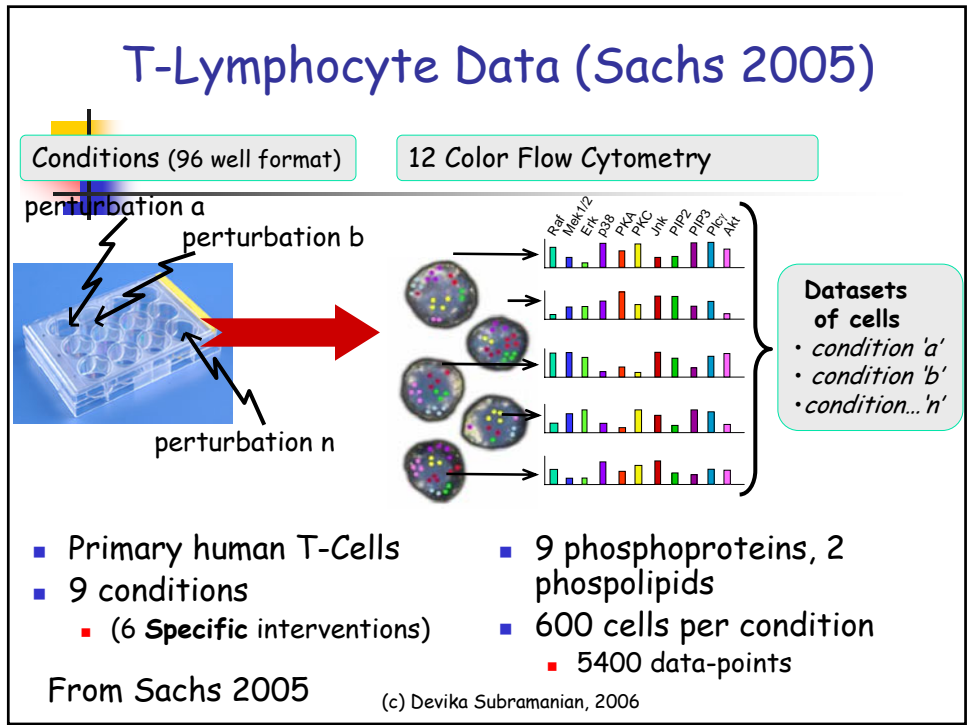 T-Lymphocyte Data (Sachs 2005)
Conditions (96 well format)
12 Color Flow Cytometry
perturbation a
perturbation b
perturbation n
Raf
Mek1/2
Erk
p38
PKA
PKC
Jnk
PIP2
PIP3
Plcγ
Akt
Datasets
of cells
• condition 'a'
• condition 'b'
•condition…'n'
Primary human T-Cells
9 conditions
(6 Specific interventions)
9 phosphoproteins, 2
phospolipids
600 cells per condition
5400 data-points
From Sachs 2005
(c) Devika Subramanian, 2006